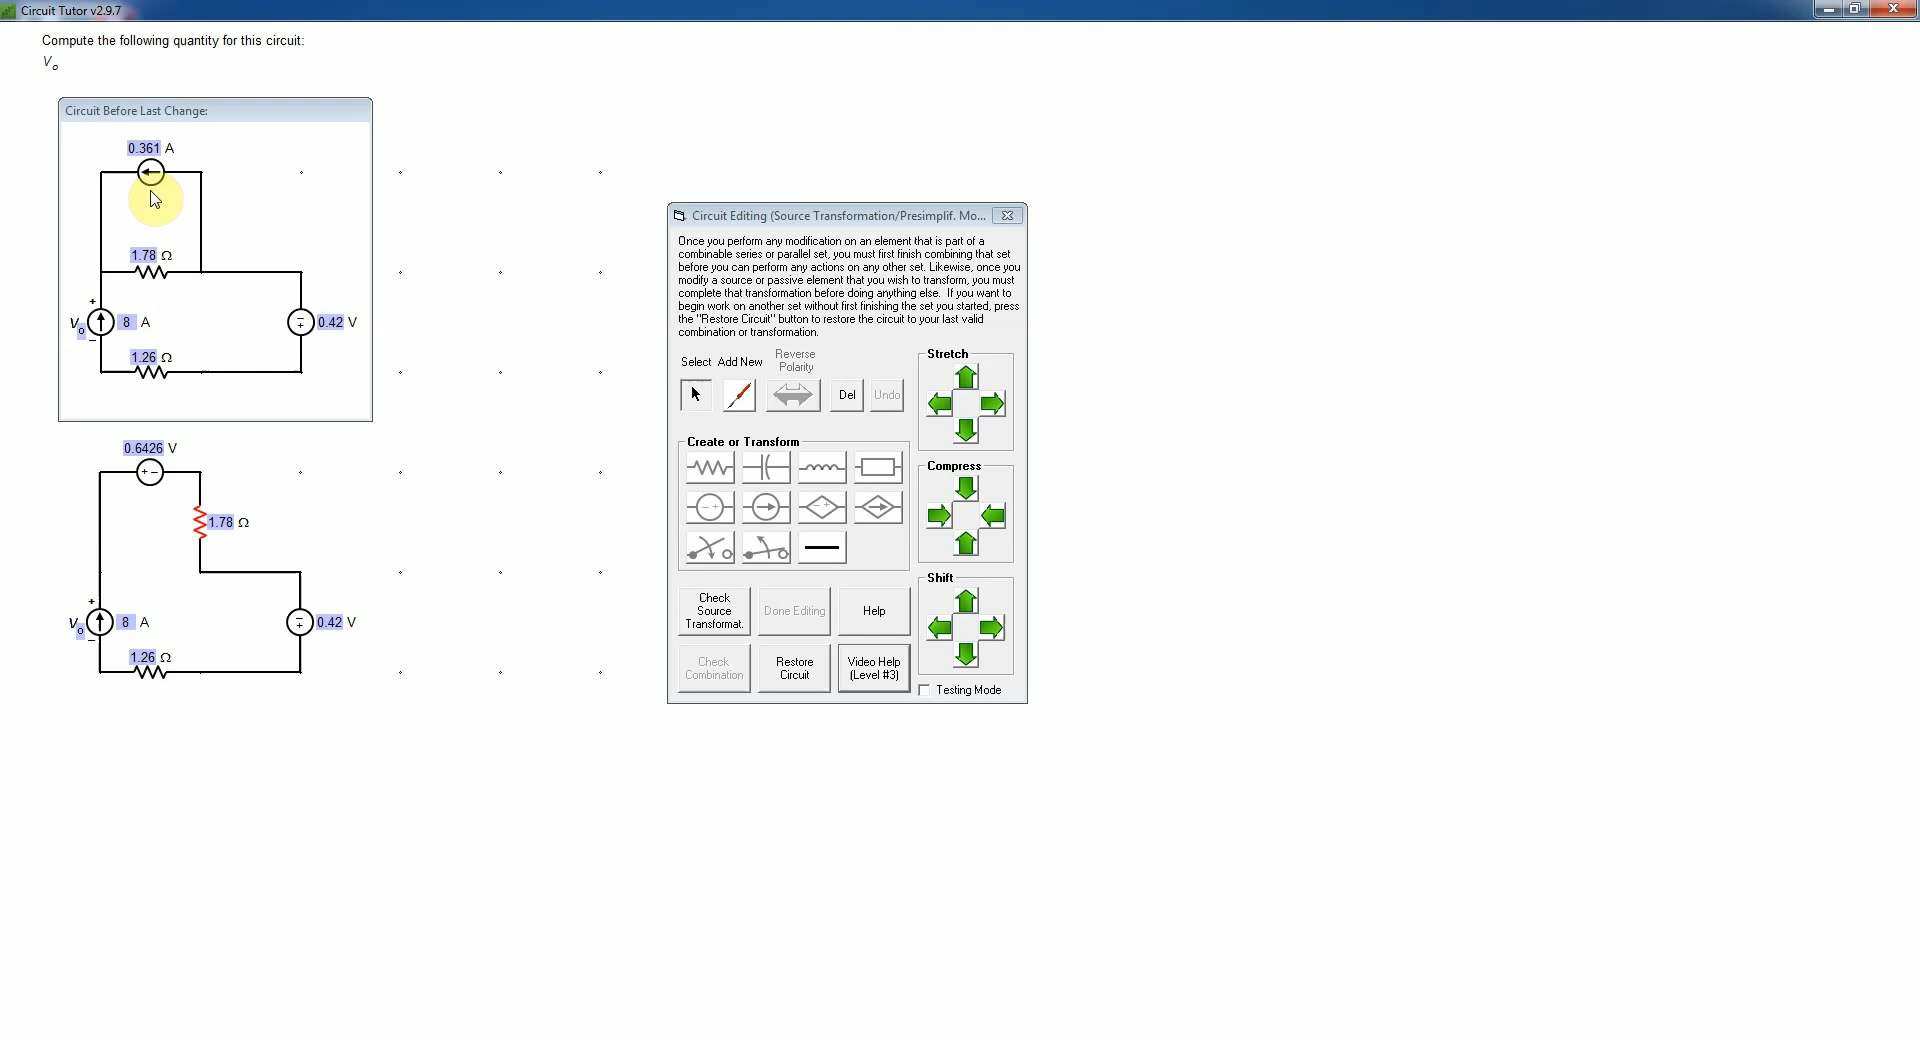 Circuit Tutor v2.9.7
Compute the following quantity for this circuit:
Vo
Circuit Before Last Change:
0.361 A
1.78 Ω
+
Vo 8 A
−
0.42 V
1.26 Ω
0.6426 V
1.78 Ω
+
Vo 8 A
−
0.42 V
1.26 Ω
Circuit Editing (Source Transformation/Presimplif. Mo...
Once you perform any modification on an element that is part of a
combinable series or parallel set, you must first finish combining that set
before you can perform any actions on any other set. Likewise, once you
modify a source or passive element that you wish to transform, you must
complete that transformation before doing anything else. If you want to
begin work on another set without first finishing the set you started, press
the "Restore Circuit" button to restore the circuit to your last valid
combination or transformation.
Select Add New Reverse
Polarity
Del Undo
Create or Transform
Check
Source
Transformat.
Done Editing
Help
Check
Combination
Restore
Circuit
Video Help
(Level #3)
Stretch
Compress
Shift
Testing Mode